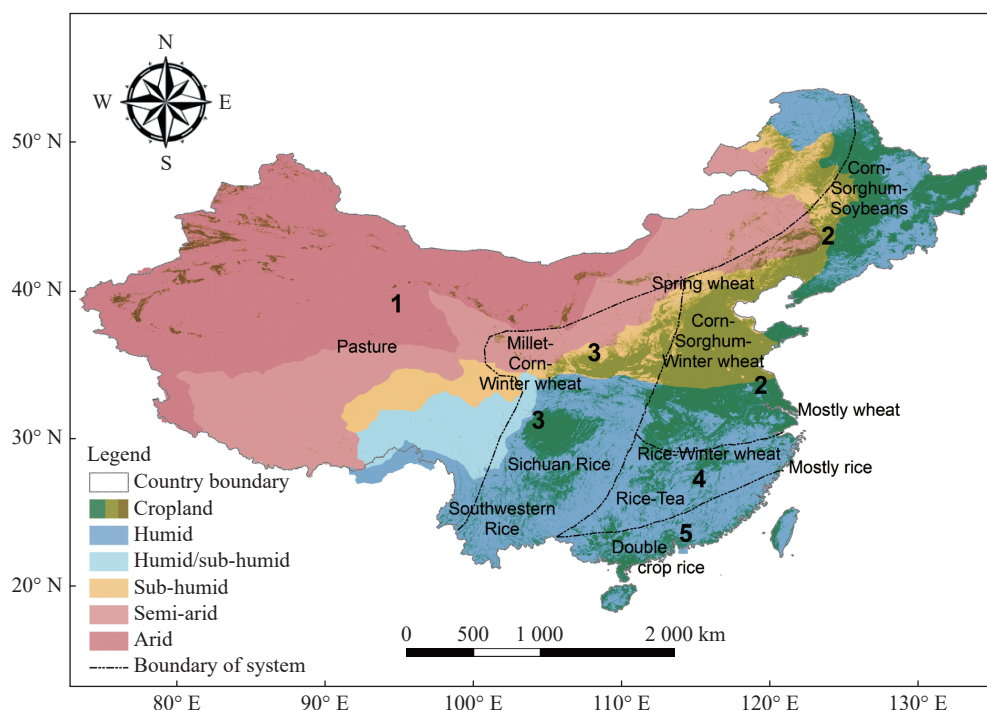 N
W
E
S
50° N
40° N
30° N
20° N
Corn-
Sorghum-
Soybeans
2
Spring wheat
1
Pasture
Millet-
Corn-
Winter wheat
3
Corn-
Sorghum-
Winter wheat
2
Mostly wheat
3
Sichuan Rice
Rice-Winter wheat
Mostly rice
4
Rice-Tea
Southwestern
Rice
5
Double
crop rice
Legend
Country boundary
Cropland
Humid
Humid/sub-humid
Sub-humid
Semi-arid
Arid
Boundary of system
0 500 1 000 2 000 km
80° E 90° E 100° E 110° E 120° E 130° E